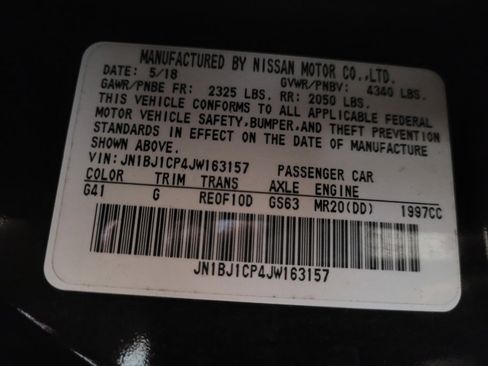 MANUFACTURED BY NISSAN MOTOR CO.,LTD.
DATE: 5/18 GVWR/PNBV: 4340 LBS.
GAWR/PNBE FR: 2325 LBS. RR: 2050 LBS.
THIS VEHICLE CONFORMS TO ALL APPLICABLE FEDERAL
MOTOR VEHICLE SAFETY,BUMPER,AND THEFT PREVENTION
STANDARDS IN EFFECT ON THE DATE OF MANUFACTURE
SHOWN ABOVE.
VIN: JN1BJ1CP4JW163157 PASSENGER CAR
COLOR TRIM TRANS AXLE ENGINE
G41 G RE0F10D GS63 MR20(DD) 1997CC
JN1BJ1CP4JW163157